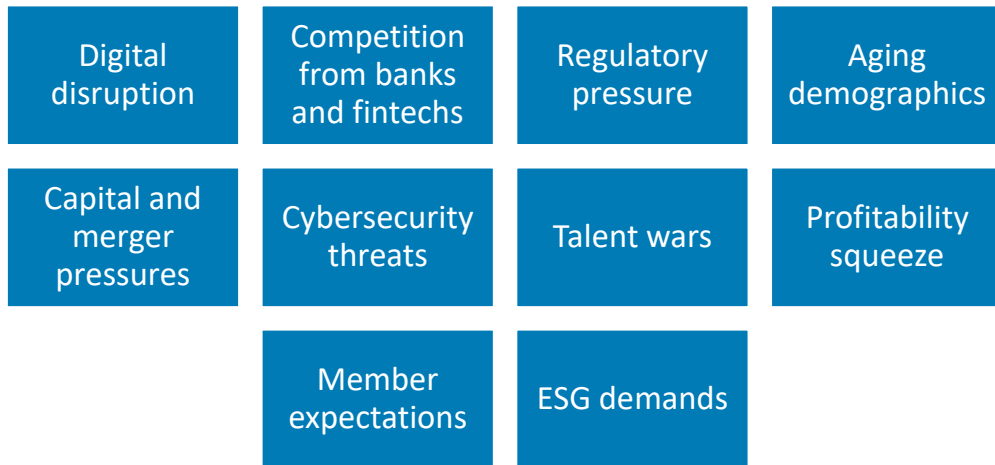 Digital
disruption
Competition
from banks
and fintechs
Regulatory
pressure
Aging
demographics
Capital and
merger
pressures
Cybersecurity
threats
Talent wars
Profitability
squeeze
Member
expectations
ESG demands